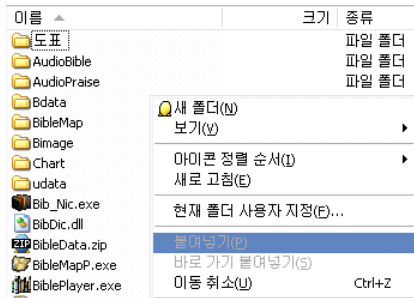 이름 크기 종류
도표 파일 폴더
AudioBible 파일 폴더
AudioPraise 파일 폴더
Bdata
BibleMap
Bimage
Chart
udata
Bib_Nic.exe
BibDic.dll
BibleData.zip
BibleMapP.exe
BiblePlayer.exe
새 폴더(N)
보기(V)
아이콘 정렬 순서(I)
새로 고침(E)
현재 폴더 사용자 지정(F)...
붙여넣기(P)
바로 가기 붙여넣기(S)
이동 취소(U) Ctrl+Z